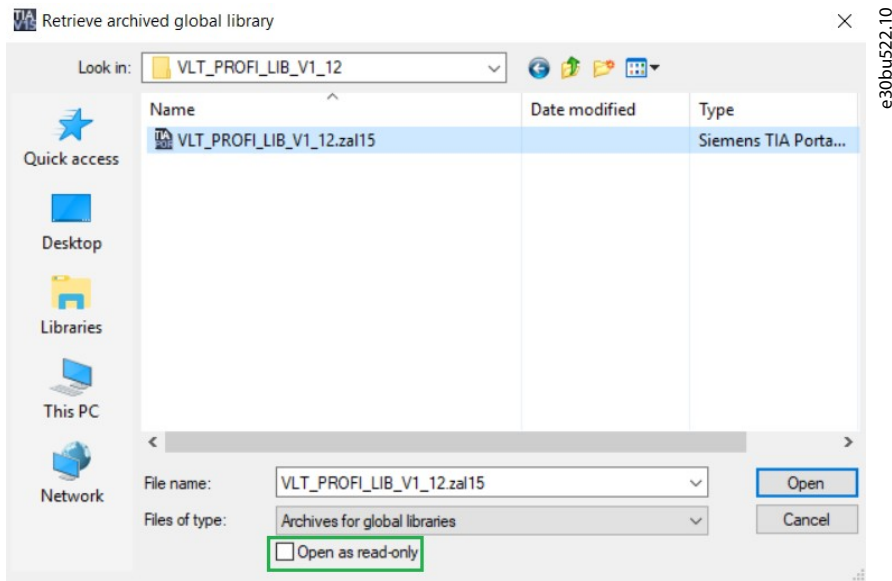 Retrieve archived global library
e30bu522.10
Look in: VLT_PROFI_LIB_V1_12
Name Date modified Type
VLT_PROFI_LIB_V1_12.zal15 Siemens TIA Porta...
Quick access
Desktop
Libraries
This PC
Network
File name: VLT_PROFI_LIB_V1_12.zal15 Open
Files of type: Archives for global libraries Cancel
Open as read-only